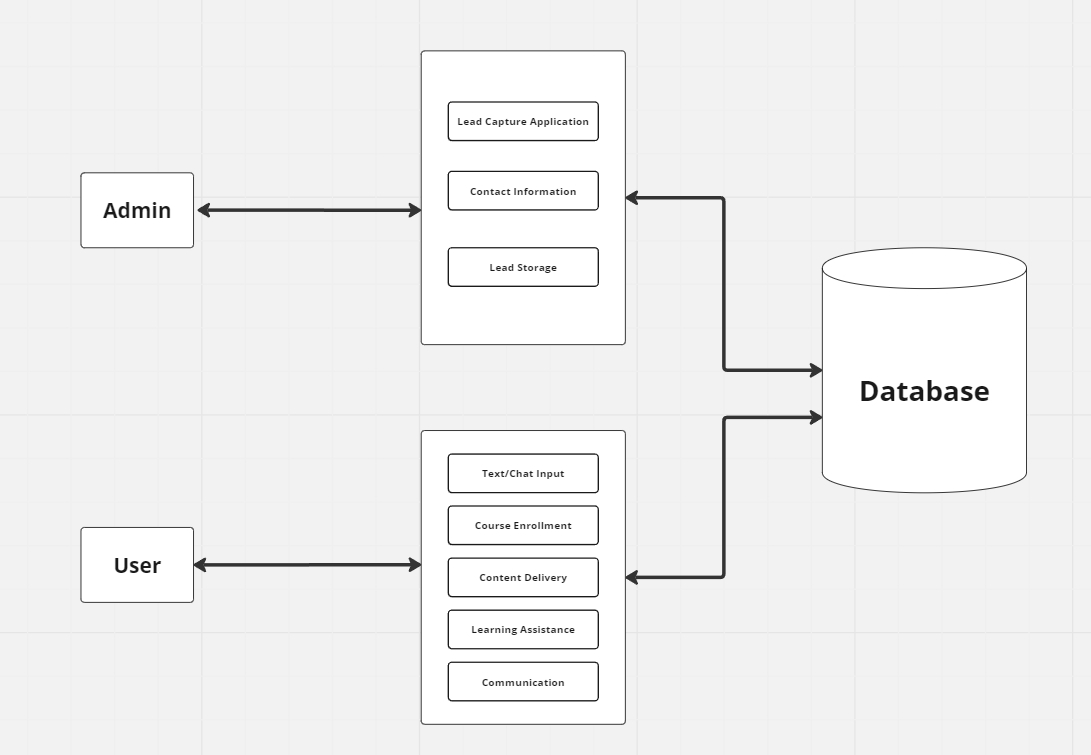 Lead Capture Application
Contact Information
Admin
Lead Storage
Database
Text/Chat Input
Course Enrollment
User
Content Delivery
Learning Assistance
Communication